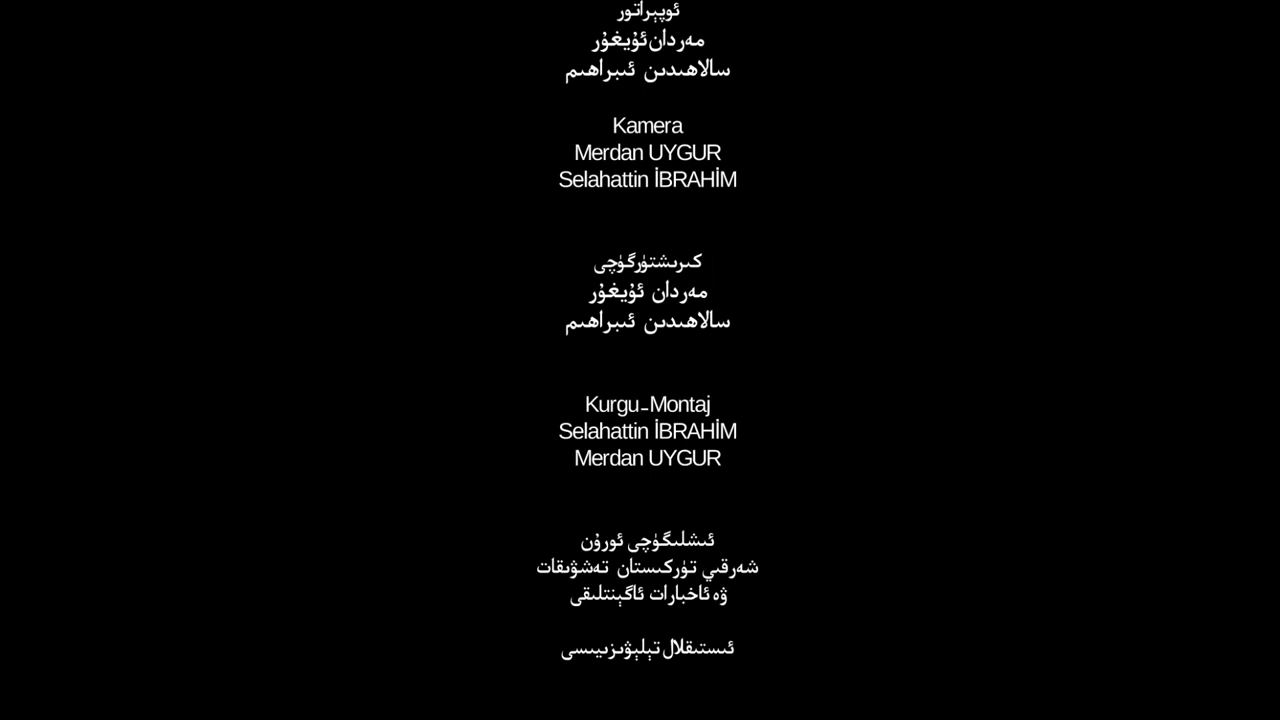 ئوپېراتور
مەردان ئۇيغۇر
سالاھىدىن ئىبراھىم
Kamera
Merdan UYGUR
Selahattin İBRAHİM
كىرىشتۈرگۈچى
مەردان ئۇيغۇر
سالاھىدىن ئىبراھىم
Kurgu-Montaj
Selahattin İBRAHİM
Merdan UYGUR
ئىشلىگۈچى ئورۇن
شەرقىي تۈركىستان تەشۋىقات
ۋە ئاخبارات ئاگېنتلىقى
ئىستىقلال تېلېۋىزىيىسى